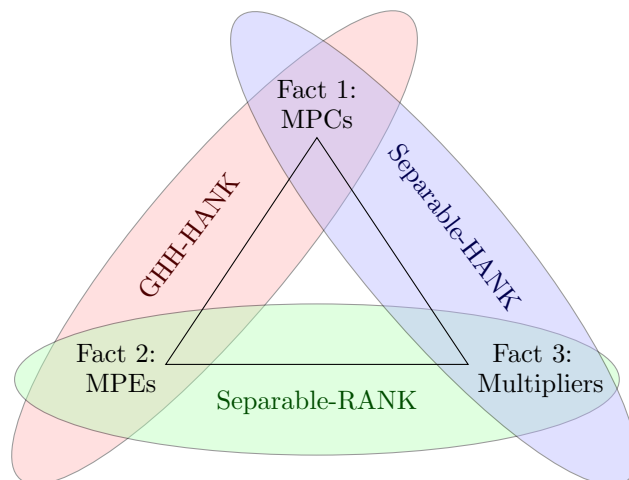 Fact 1:
MPCs
GHH-HANK
Separable-HANK
Fact 2:
MPEs
Fact 3:
Multipliers
Separable-RANK